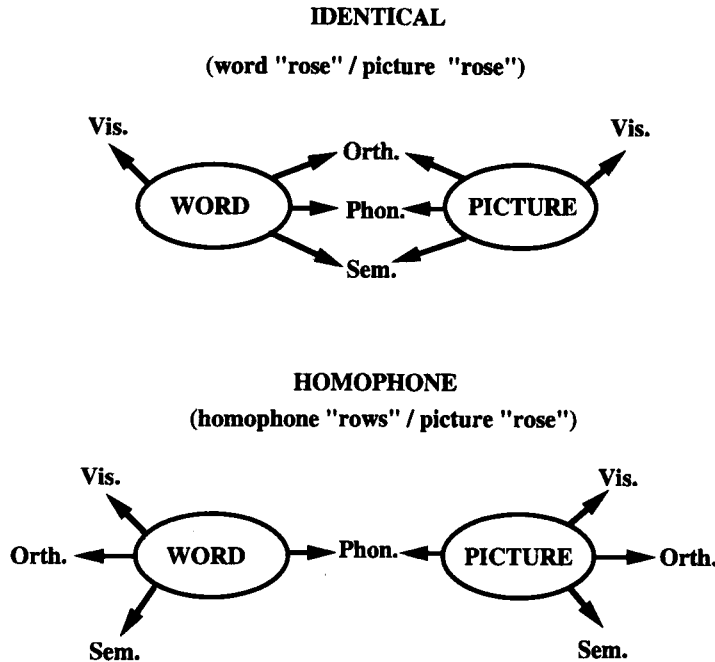 IDENTICAL
(word "rose" / picture "rose")
Vis.
Vis.
Orth.
WORD
Phon.
PICTURE
Sem.
HOMOPHONE
(homophone "rows" / picture "rose")
Vis.
Vis.
Orth.
WORD
Phon.
PICTURE
Orth.
Sem.
Sem.